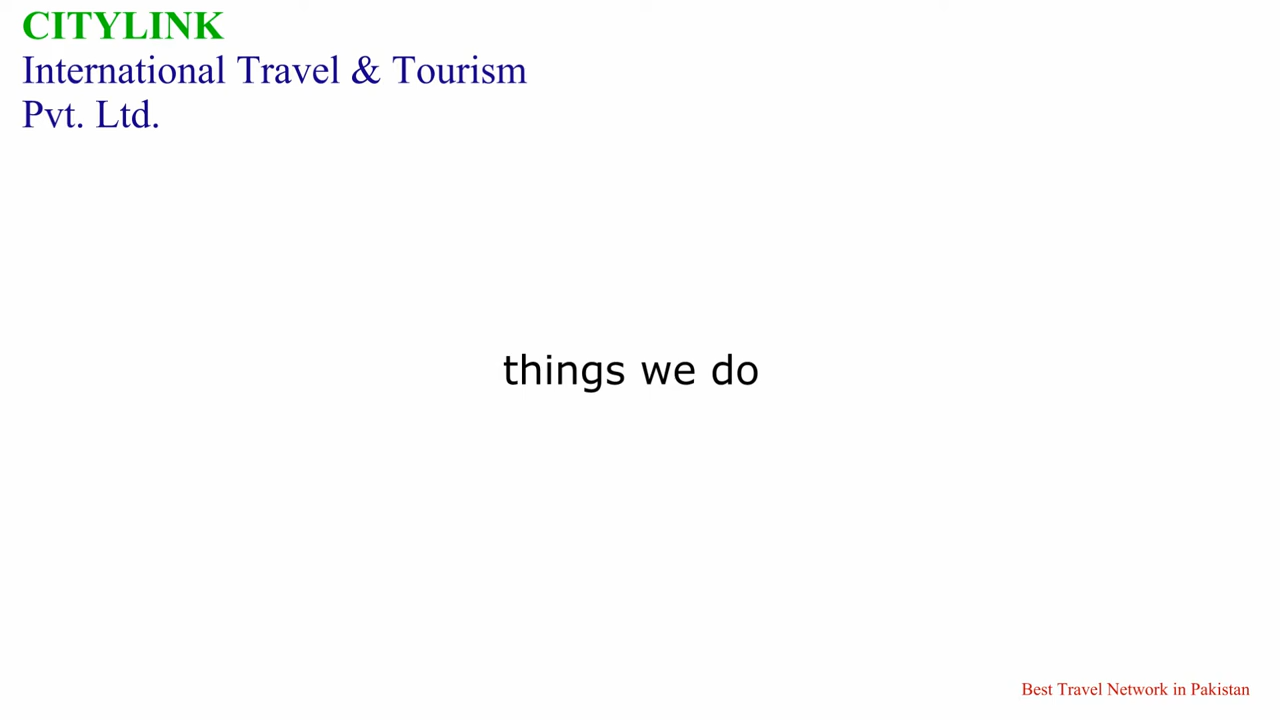 CITYLINK
International Travel & Tourism
Pvt. Ltd.
things we do
Best Travel Network in Pakistan